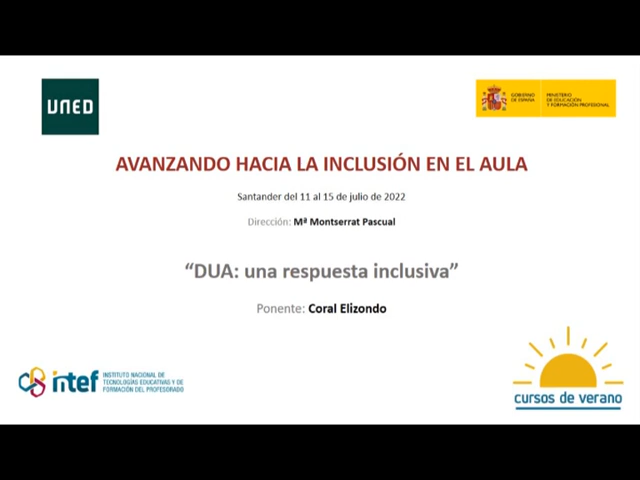 UNED
GOBIERNO
DE ESPAÑA
MINISTERIO
DE EDUCACIÓN
Y FORMACIÓN PROFESIONAL
AVANZANDO HACIA LA INCLUSIÓN EN EL AULA
Santander del 11 al 15 de julio de 2022
Dirección: Mª Montserrat Pascual
“DUA: una respuesta inclusiva”
Ponente: Coral Elizondo
intef
INSTITUTO NACIONAL DE
TECNOLOGÍAS EDUCATIVAS Y DE
FORMACIÓN DEL PROFESORADO
cursos de verano